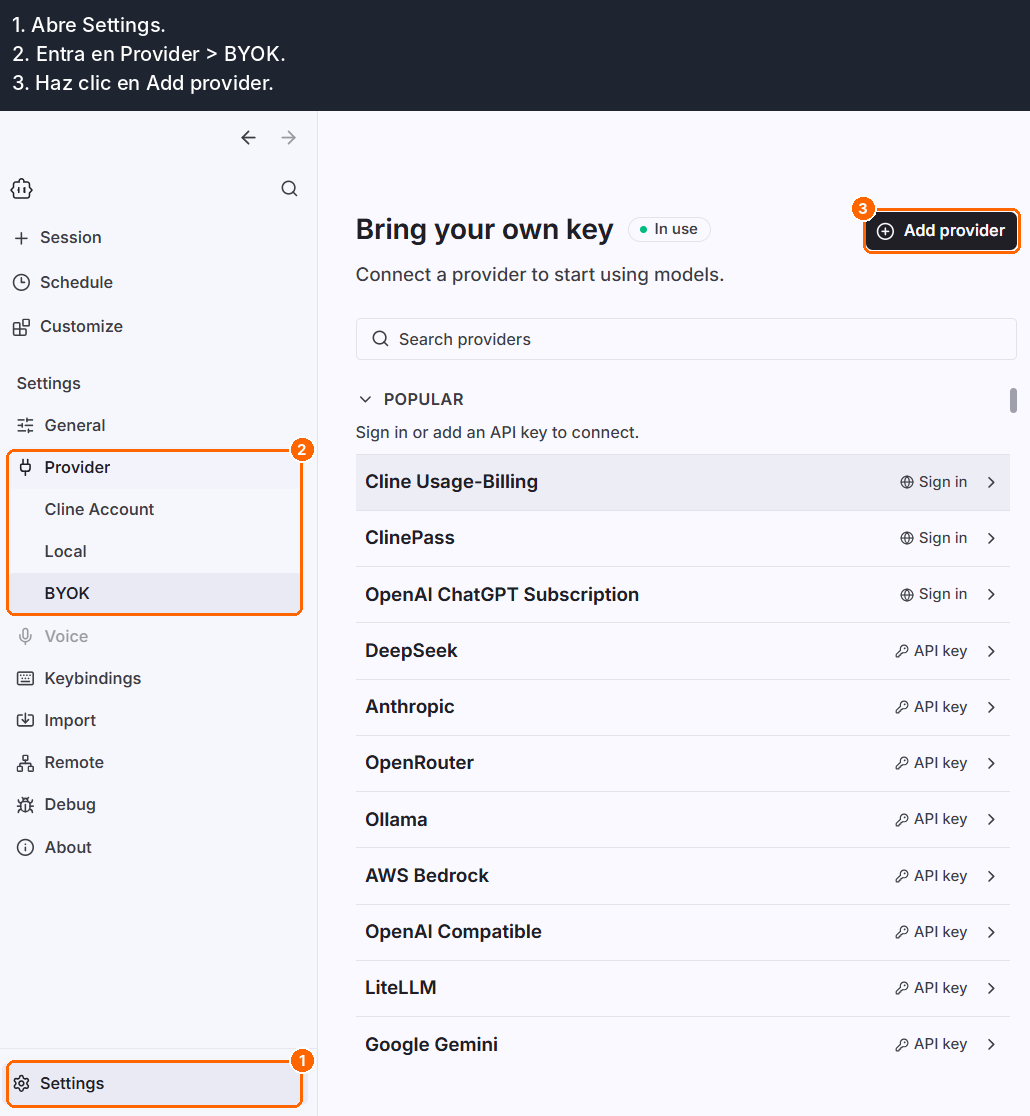 1. Abre Settings.
2. Entra en Provider > BYOK.
3. Haz clic en Add provider.
Session
Schedule
Customize
Settings
General
2
Provider
Cline Account
Local
BYOK
Voice
Keybindings
Import
Remote
Debug
About
1
Settings
3
Bring your own key
In use
Add provider
Connect a provider to start using models.
Search providers
POPULAR
Sign in or add an API key to connect.
Cline Usage-Billing Sign in
ClinePass Sign in
OpenAI ChatGPT Subscription Sign in
DeepSeek API key
Anthropic API key
OpenRouter API key
Ollama API key
AWS Bedrock API key
OpenAI Compatible API key
LiteLLM API key
Google Gemini API key